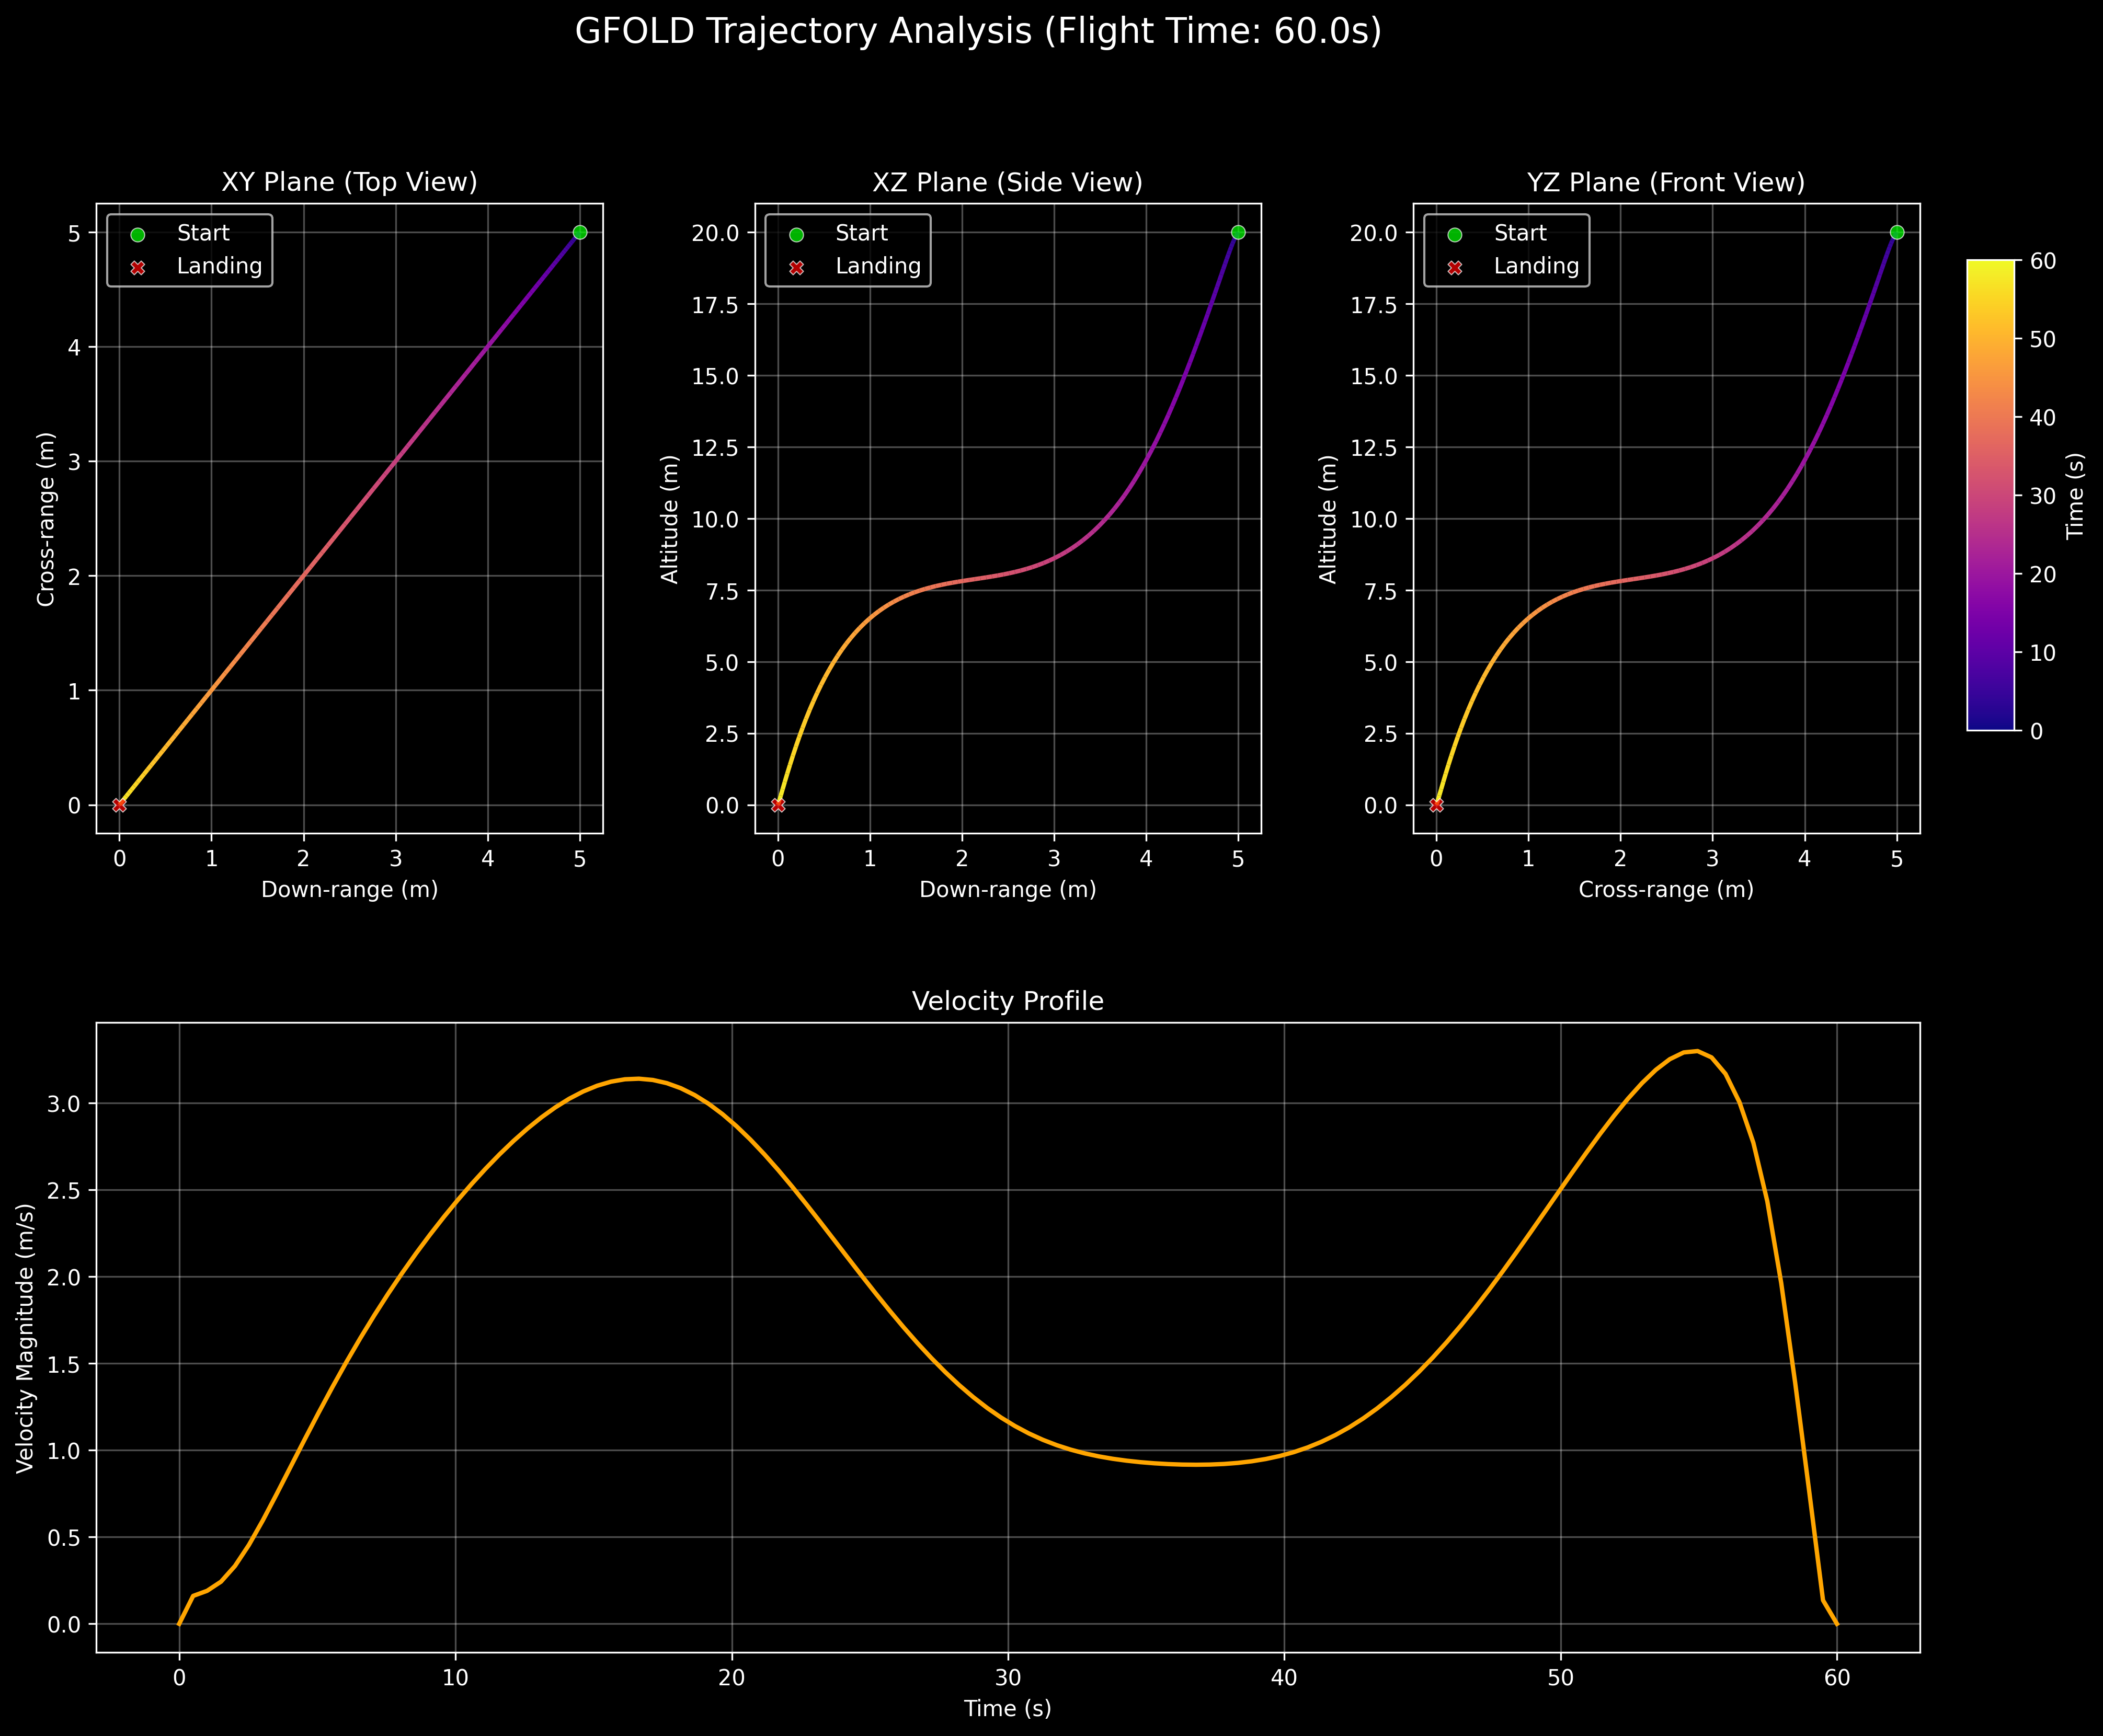 GFOLD Trajectory Analysis (Flight Time: 60.0s)
XY Plane (Top View)
Start
Landing
Cross-range (m)
5
4
3
2
1
0
0 1 2 3 4 5
Down-range (m)
XZ Plane (Side View)
Start
Landing
Altitude (m)
20.0
17.5
15.0
12.5
10.0
7.5
5.0
2.5
0.0
0 1 2 3 4 5
Down-range (m)
YZ Plane (Front View)
Start
Landing
Altitude (m)
20.0
17.5
15.0
12.5
10.0
7.5
5.0
2.5
0.0
0 1 2 3 4 5
Cross-range (m)
60
50
40
30
20
10
0
Time (s)
Velocity Profile
Velocity Magnitude (m/s)
3.0
2.5
2.0
1.5
1.0
0.5
0.0
0 10 20 30 40 50 60
Time (s)